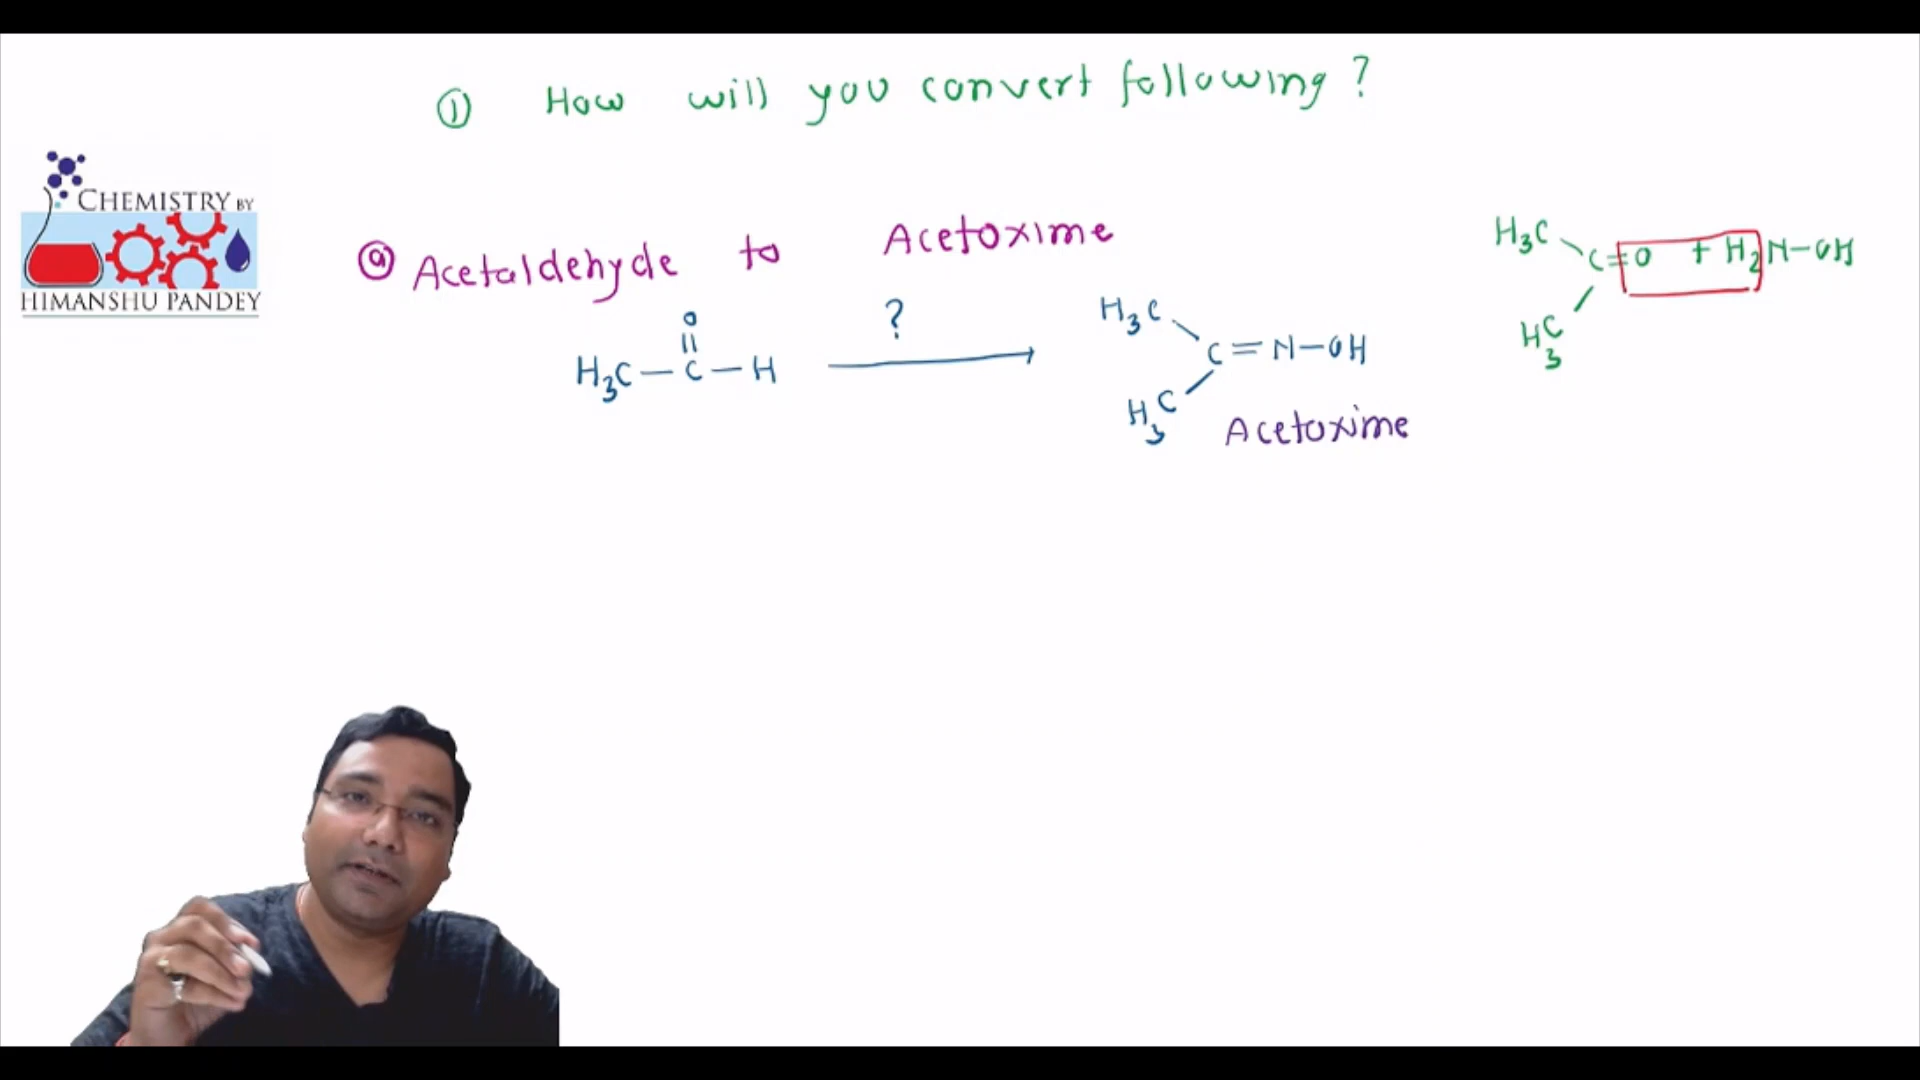 ① How will you convert following ?
CHEMISTRY BY
HIMANSHU PANDEY
ⓐ Acetaldehyde to Acetoxime
O
||
H₃C — C — H
?
H₃C
C = N — OH
H₃C
Acetoxime
H₃C
C = O + H₂N — OH
H₃C